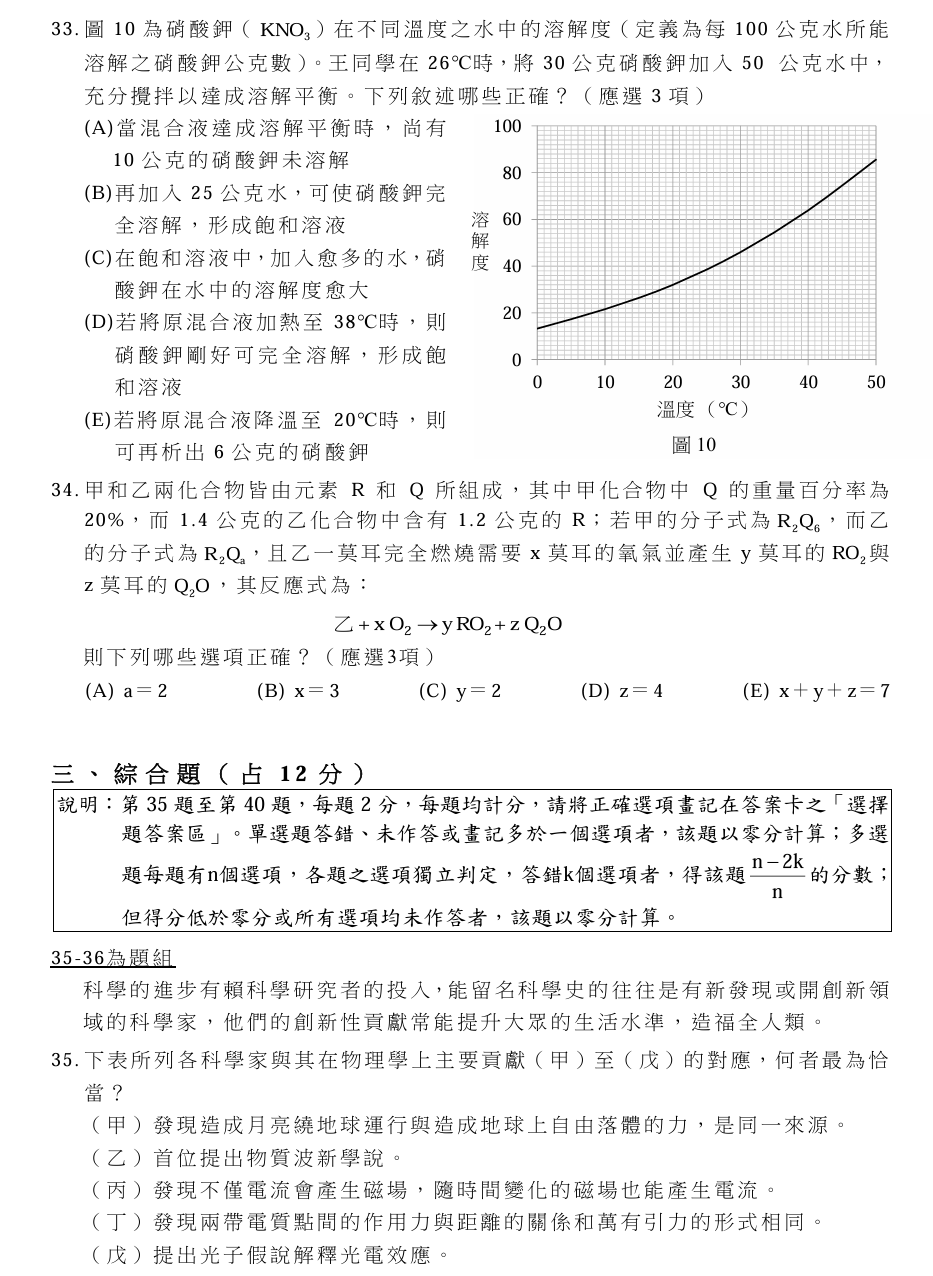 33. 圖 10 為硝酸鉀（ KNO₃ ）在不同溫度之水中的溶解度（定義為每 100 公克水所能
溶解之硝酸鉀公克數）。王同學在 26℃時，將 30 公克硝酸鉀加入 50 公克水中，
充分攪拌以達成溶解平衡。下列敘述哪些正確？（應選 3 項）
(A)當混合液達成溶解平衡時，尚有
10 公克的硝酸鉀未溶解
(B)再加入 25 公克水，可使硝酸鉀完
全溶解，形成飽和溶液
(C)在飽和溶液中，加入愈多的水，硝
酸鉀在水中的溶解度愈大
(D)若將原混合液加熱至 38℃時，則
硝酸鉀剛好可完全溶解，形成飽
和溶液
(E)若將原混合液降溫至 20℃時，則
可再析出 6 公克的硝酸鉀
100
80
60
40
20
0
溶解度
0 10 20 30 40 50
溫度（℃）
圖 10
34. 甲和乙兩化合物皆由元素 R 和 Q 所組成，其中甲化合物中 Q 的重量百分率為
20%，而 1.4 公克的乙化合物中含有 1.2 公克的 R；若甲的分子式為 R₂Q₆，而乙
的分子式為 R₂Qₐ，且乙一莫耳完全燃燒需要 x 莫耳的氧氣並產生 y 莫耳的 RO₂與
z 莫耳的 Q₂O，其反應式為：
乙 + x O₂ → y RO₂ + z Q₂O
則下列哪些選項正確？（應選3項）
(A) a＝2 (B) x＝3 (C) y＝2 (D) z＝4 (E) x＋y＋z＝7
三、綜合題（占 12 分）
說明：第 35 題至第 40 題，每題 2 分，每題均計分，請將正確選項畫記在答案卡之「選擇
題答案區」。單選題答錯、未作答或畫記多於一個選項者，該題以零分計算；多選
題每題有n個選項，各題之選項獨立判定，答錯k個選項者，得該題 (n－2k)/n 的分數；
但得分低於零分或所有選項均未作答者，該題以零分計算。
35-36為題組
科學的進步有賴科學研究者的投入，能留名科學史的往往是有新發現或開創新領
域的科學家，他們的創新性貢獻常能提升大眾的生活水準，造福全人類。
35. 下表所列各科學家與其在物理學上主要貢獻（甲）至（戊）的對應，何者最為恰
當？
（甲）發現造成月亮繞地球運行與造成地球上自由落體的力，是同一來源。
（乙）首位提出物質波新學說。
（丙）發現不僅電流會產生磁場，隨時間變化的磁場也能產生電流。
（丁）發現兩帶電質點間的作用力與距離的關係和萬有引力的形式相同。
（戊）提出光子假說解釋光電效應。